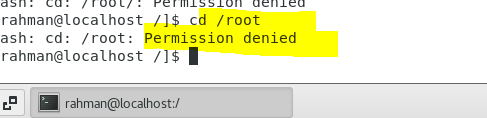 ash: cd: /root/: Permission denied
rahman@localhost /]$ cd /root
ash: cd: /root: Permission denied
rahman@localhost /]$
rahman@localhost:/